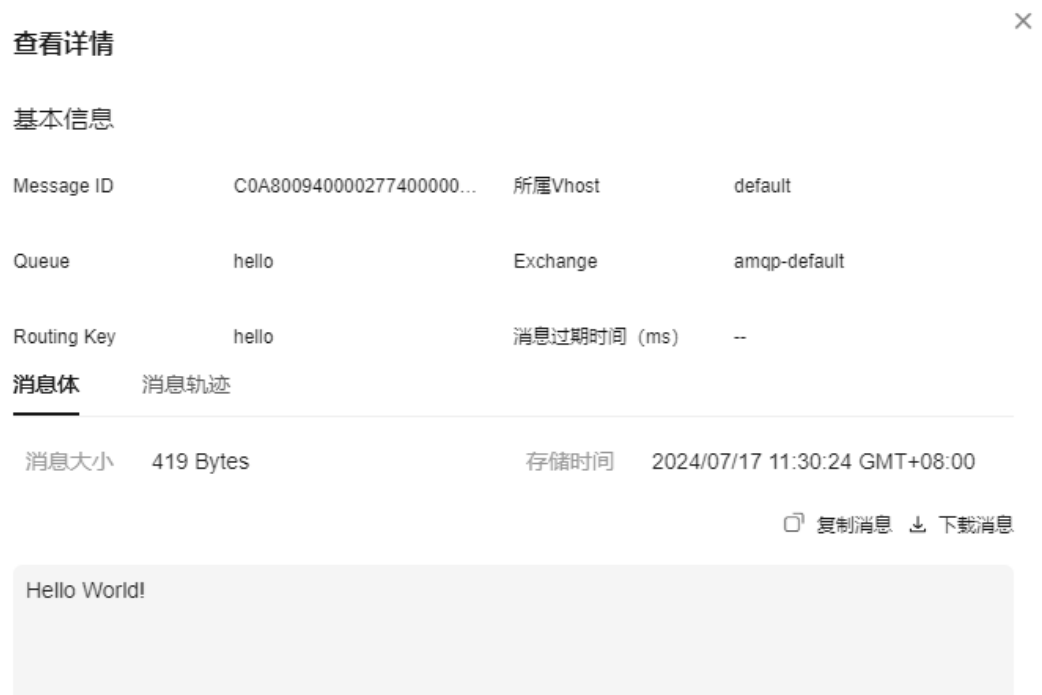 查看详情
基本信息
Message ID C0A800940000277400000... 所属Vhost default
Queue hello Exchange amqp-default
Routing Key hello 消息过期时间 (ms) --
消息体 消息轨迹
消息大小 419 Bytes 存储时间 2024/07/17 11:30:24 GMT+08:00
复制消息 下载消息
Hello World!